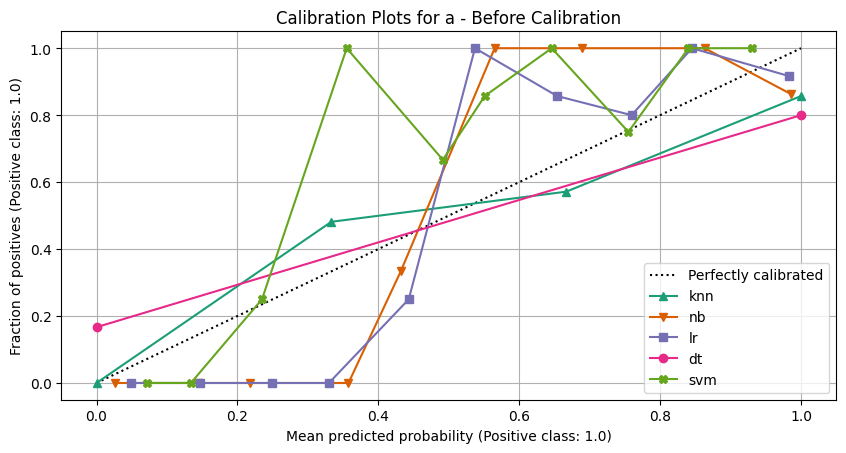 Calibration Plots for a - Before Calibration
Fraction of positives (Positive class: 1.0)
1.0
0.8
0.6
0.4
0.2
0.0
0.0 0.2 0.4 0.6 0.8 1.0
Mean predicted probability (Positive class: 1.0)
Perfectly calibrated
knn
nb
lr
dt
svm